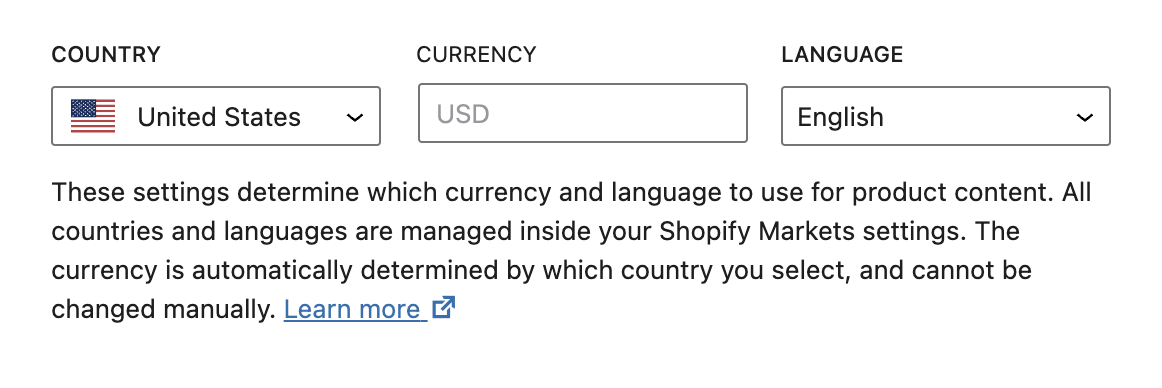 COUNTRY CURRENCY LANGUAGE
United States USD English
These settings determine which currency and language to use for product content. All
countries and languages are managed inside your Shopify Markets settings. The
currency is automatically determined by which country you select, and cannot be
changed manually. Learn more